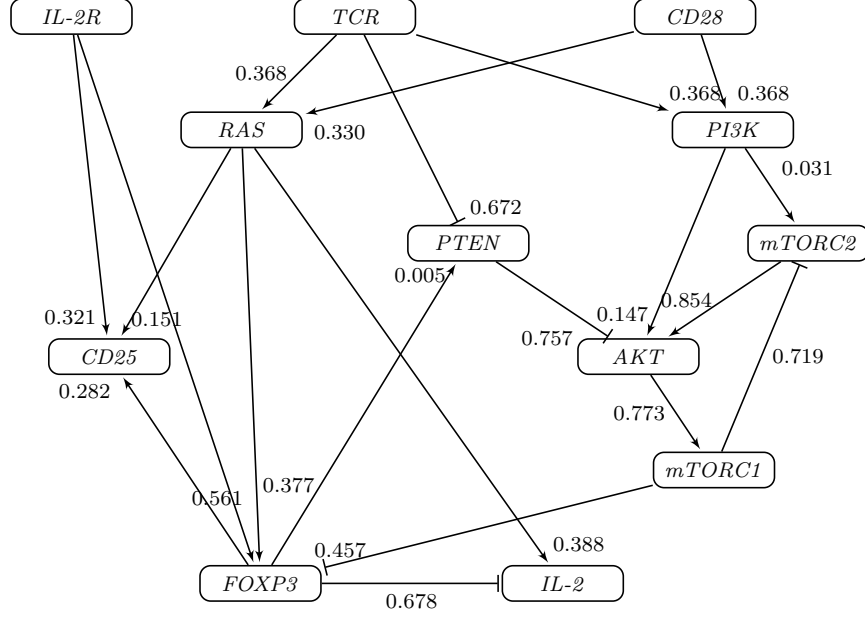 IL-2R
TCR
CD28
0.368
0.368
0.368
RAS
0.330
PI3K
0.031
0.672
PTEN
mTORC2
0.005
0.321
0.151
0.147
0.854
0.757
CD25
AKT
0.719
0.282
0.773
mTORC1
0.377
0.561
0.457
0.388
FOXP3
IL-2
0.678